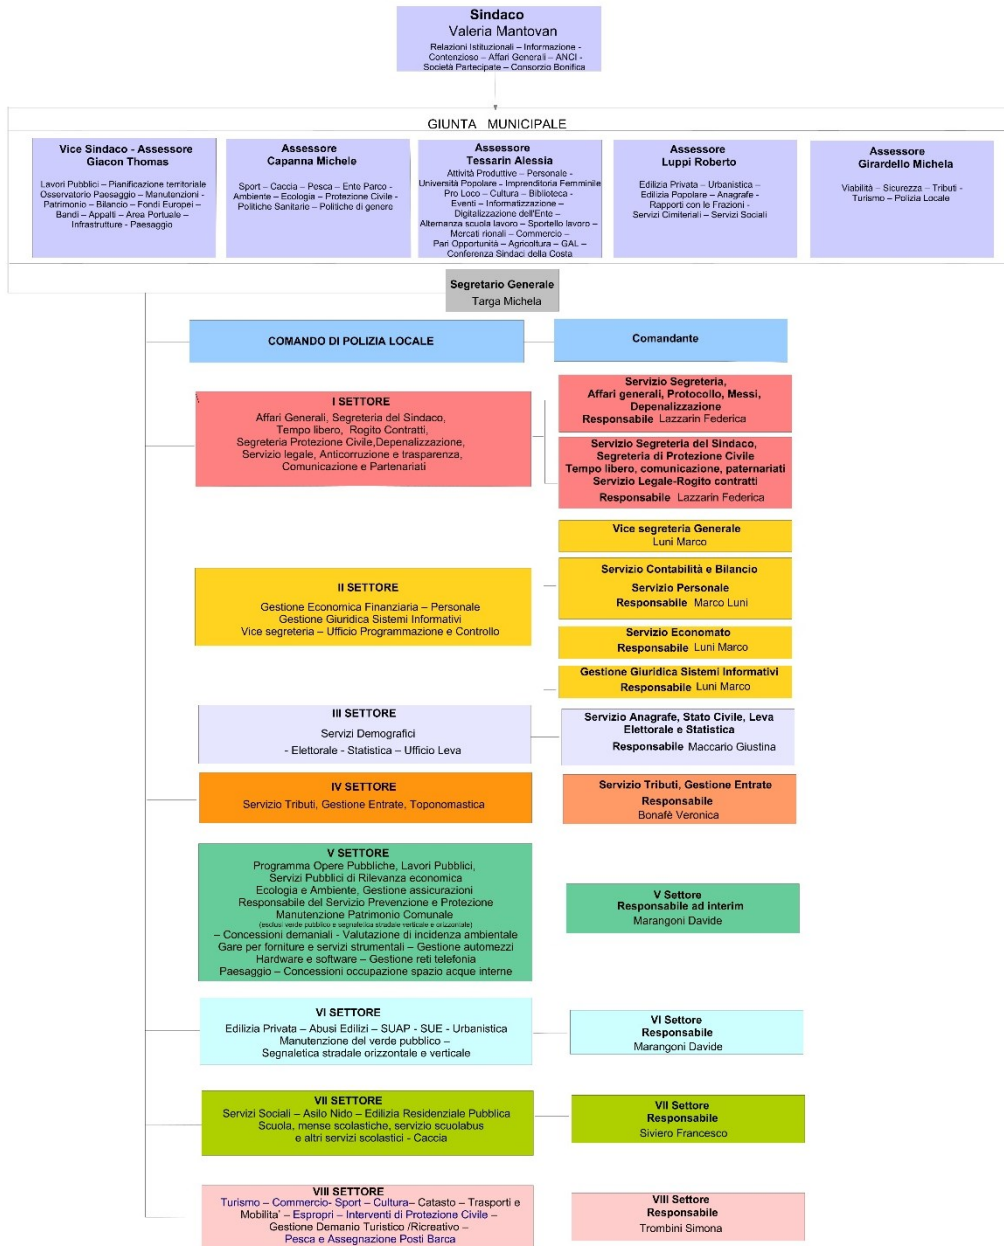 Sindaco
Valeria Mantovan
Relazioni Istituzionali – Informazione -
Contenzioso – Affari Generali – ANCI -
Società Partecipate – Consorzio Bonifica
GIUNTA MUNICIPALE
Vice Sindaco - Assessore
Giacon Thomas
Lavori Pubblici – Pianificazione territoriale
Osservatorio Paesaggio – Manutenzioni -
Patrimonio – Bilancio – Fondi Europei –
Bandi – Appalti – Area Portuale –
Infrastrutture - Paesaggio
Assessore
Capanna Michele
Sport – Caccia – Pesca – Ente Parco -
Ambiente – Ecologia – Protezione Civile -
Politiche Sanitarie – Politiche di genere
Assessore
Tessarin Alessia
Attività Produttive – Personale -
Università Popolare - Imprenditoria Femminile
Pro Loco – Cultura – Biblioteca -
Eventi – Informatizzazione –
Digitalizzazione dell'Ente –
Alternanza scuola lavoro – Sportello lavoro –
Mercati rionali – Commercio –
Pari Opportunità – Agricoltura – GAL –
Conferenza Sindaci della Costa
Assessore
Luppi Roberto
Edilizia Privata – Urbanistica –
Edilizia Popolare – Anagrafe -
Rapporti con le Frazioni -
Servizi Cimiteriali – Servizi Sociali
Assessore
Girardello Michela
Viabilità – Sicurezza – Tributi -
Turismo – Polizia Locale
Segretario Generale
Targa Michela
COMANDO DI POLIZIA LOCALE
Comandante
I SETTORE
Affari Generali, Segreteria del Sindaco,
Tempo libero, Rogito Contratti,
Segreteria Protezione Civile,Depenalizzazione,
Servizio legale, Anticorruzione e trasparenza,
Comunicazione e Partenariati
Servizio Segreteria,
Affari generali, Protocollo, Messi,
Depenalizzazione
Responsabile Lazzarin Federica
Servizio Segreteria del Sindaco,
Segreteria di Protezione Civile
Tempo libero, comunicazione, paternariati
Servizio Legale-Rogito contratti
Responsabile Lazzarin Federica
Vice segreteria Generale
Luni Marco
II SETTORE
Gestione Economica Finanziaria – Personale
Gestione Giuridica Sistemi Informativi
Vice segreteria – Ufficio Programmazione e Controllo
Servizio Contabilità e Bilancio
Servizio Personale
Responsabile Marco Luni
Servizio Economato
Responsabile Luni Marco
Gestione Giuridica Sistemi Informativi
Responsabile Luni Marco
III SETTORE
Servizi Demografici
- Elettorale - Statistica – Ufficio Leva
Servizio Anagrafe, Stato Civile, Leva
Elettorale e Statistica
Responsabile Maccario Giustina
IV SETTORE
Servizio Tributi, Gestione Entrate, Toponomastica
Servizio Tributi, Gestione Entrate
Responsabile
Bonafè Veronica
V SETTORE
Programma Opere Pubbliche, Lavori Pubblici,
Servizi Pubblici di Rilevanza economica
Ecologia e Ambiente, Gestione assicurazioni
Responsabile del Servizio Prevenzione e Protezione
Manutenzione Patrimonio Comunale
(esclusi verde pubblico e segnaletica stradale verticale e orizzontale)
– Concessioni demaniali - Valutazione di incidenza ambientale
Gare per forniture e servizi strumentali – Gestione automezzi
Hardware e software – Gestione reti telefonia
Paesaggio – Concessioni occupazione spazio acque interne
V Settore
Responsabile ad interim
Marangoni Davide
VI SETTORE
Edilizia Privata – Abusi Edilizi – SUAP - SUE - Urbanistica
Manutenzione del verde pubblico –
Segnaletica stradale orizzontale e verticale
VI Settore
Responsabile
Marangoni Davide
VII SETTORE
Servizi Sociali – Asilo Nido – Edilizia Residenziale Pubblica
Scuola, mense scolastiche, servizio scuolabus
e altri servizi scolastici - Caccia
VII Settore
Responsabile
Siviero Francesco
VIII SETTORE
Turismo – Commercio- Sport – Cultura– Catasto – Trasporti e
Mobilita' – Espropri – Interventi di Protezione Civile –
Gestione Demanio Turistico /Ricreativo –
Pesca e Assegnazione Posti Barca
VIII Settore
Responsabile
Trombini Simona